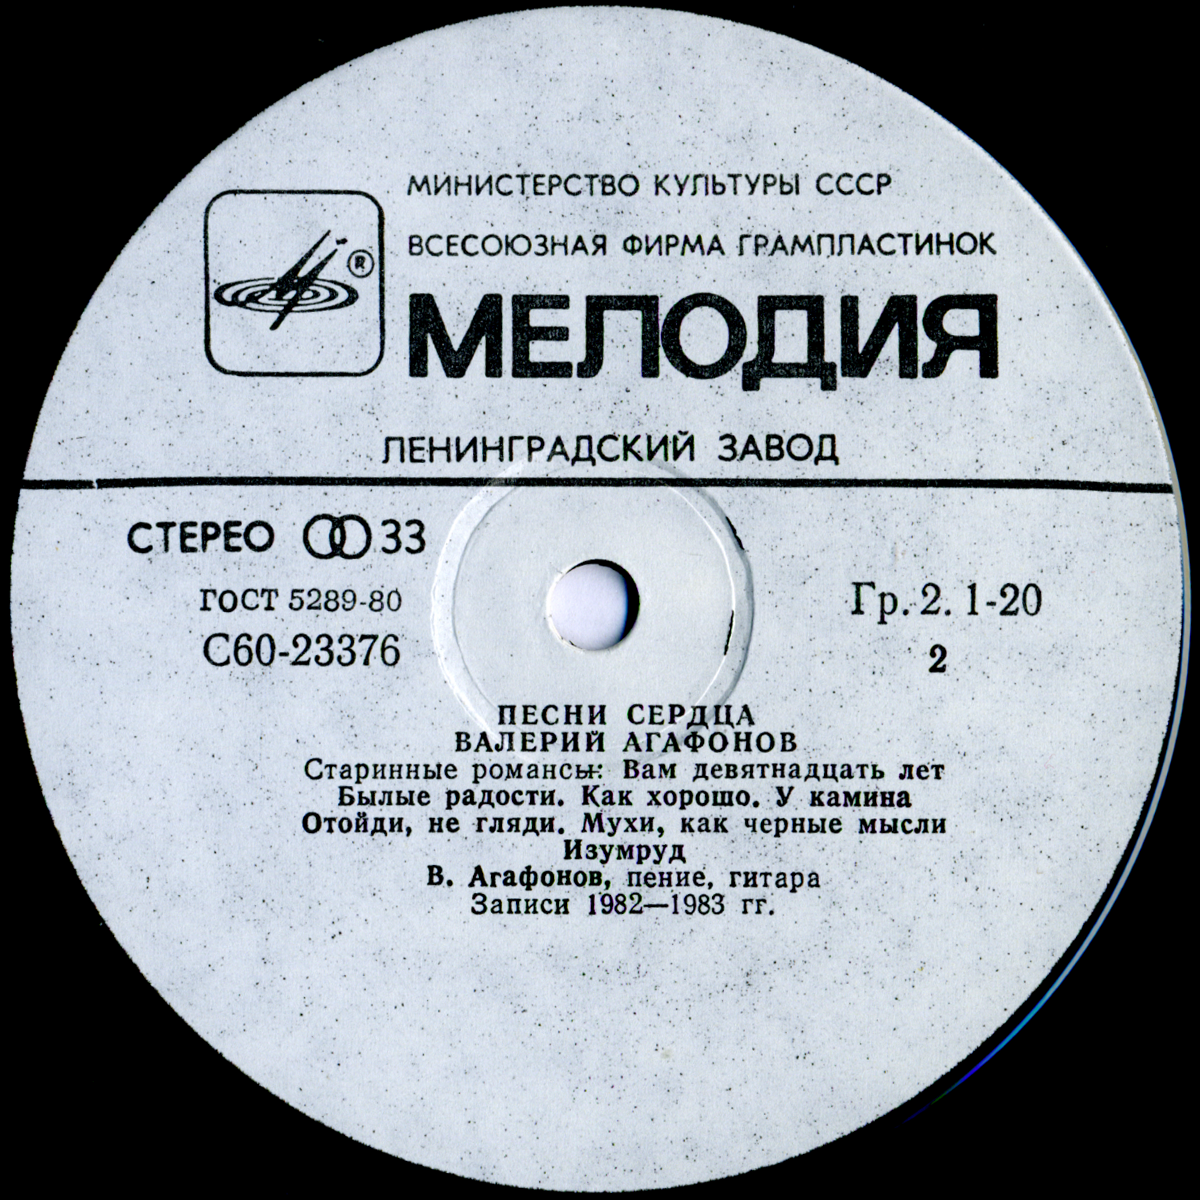 МИНИСТЕРСТВО КУЛЬТУРЫ СССР
ВСЕСОЮЗНАЯ ФИРМА ГРАМПЛАСТИНОК
®
МЕЛОДИЯ
ЛЕНИНГРАДСКИЙ ЗАВОД
СТЕРЕО 33
ГОСТ 5289-80
С60-23376
Гр. 2. 1-20
2
ПЕСНИ СЕРДЦА
ВАЛЕРИЙ АГАФОНОВ
Старинные романсы: Вам девятнадцать лет
Былые радости. Как хорошо. У камина
Отойди, не гляди. Мухи, как черные мысли
Изумруд
В. Агафонов, пение, гитара
Записи 1982—1983 гг.